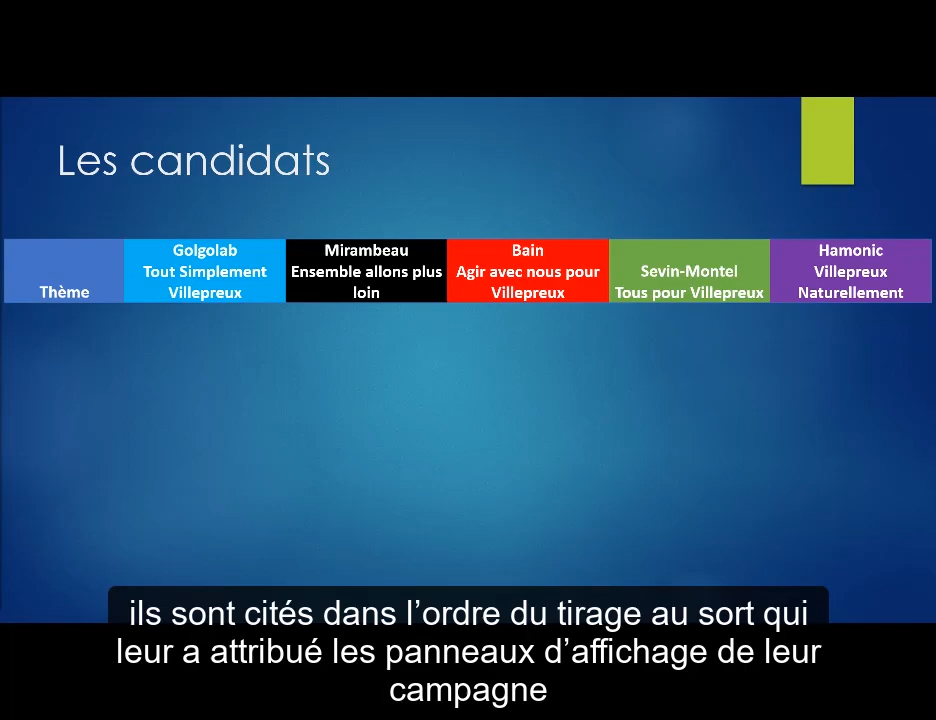 Les candidats
Thème
Golgolab
Tout Simplement
Villepreux
Mirambeau
Ensemble allons plus
loin
Bain
Agir avec nous pour
Villepreux
Sevin-Montel
Tous pour Villepreux
Hamonic
Villepreux
Naturellement
ils sont cités dans l’ordre du tirage au sort qui
leur a attribué les panneaux d’affichage de leur
campagne